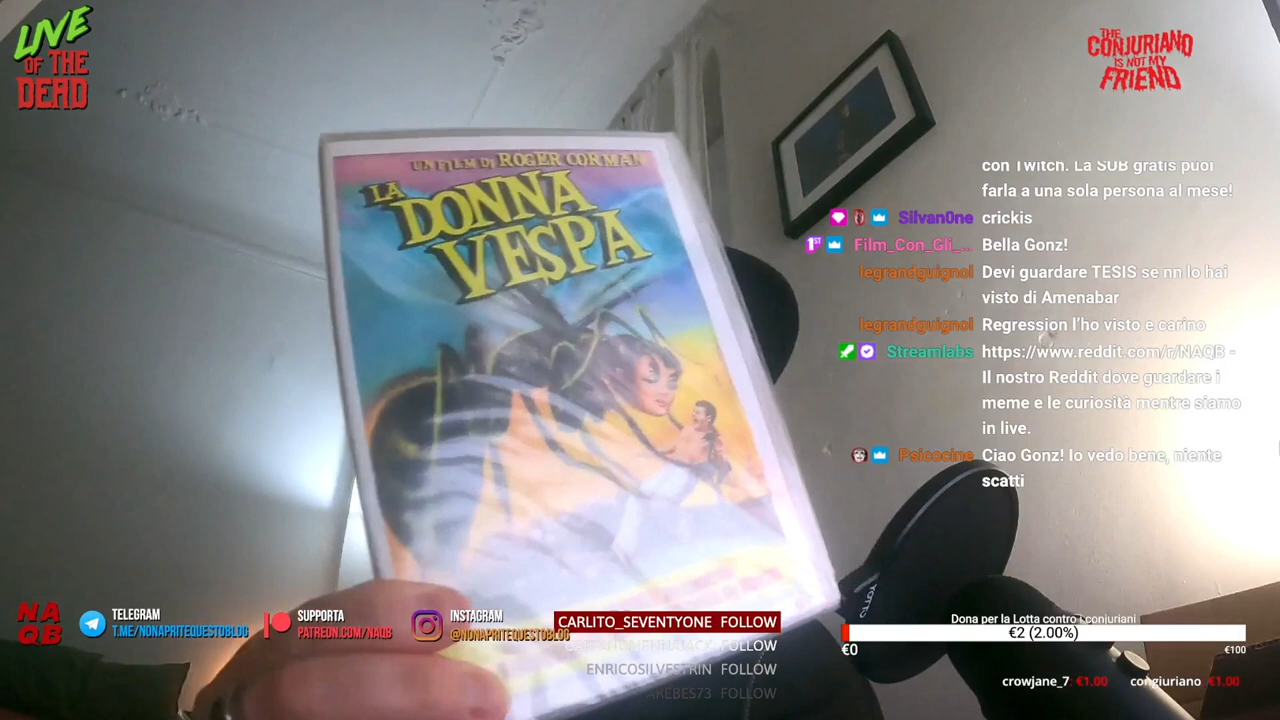 LIVE
OF THE
DEAD
THE
CONJURIANO
IS NOT MY
FRIEND
UN FILM DI ROGER CORMAN
LA
DONNA
VESPA
con Twitch. La SUB gratis puoi
farla a una sola persona al mese!
Silvan0ne crickis
1ST Film_Con_Gli_... Bella Gonz!
legrandguignol Devi guardare TESIS se nn lo hai
visto di Amenabar
legrandguignol Regression l'ho visto e carino
Streamlabs https://www.reddit.com/r/NAQB -
Il nostro Reddit dove guardare i
meme e le curiosità mentre siamo
in live.
Psicocine Ciao Gonz! Io vedo bene, niente
scatti
NA
QB
TELEGRAM
T.ME/NONAPRITEQUESTOBLOG
SUPPORTA
PATREON.COM/NAQB
INSTAGRAM
@NONAPRITEQUESTOBLOG
CARLITO_SEVENTYONE FOLLOW
FOLLOW
ENRICOSILVESTRIN FOLLOW
AREBES73 FOLLOW
Dona per la Lotta contro i conjuriani
€2 (2.00%)
€0
€100
crowjane_7: €1.00
congiuriano: €1.00